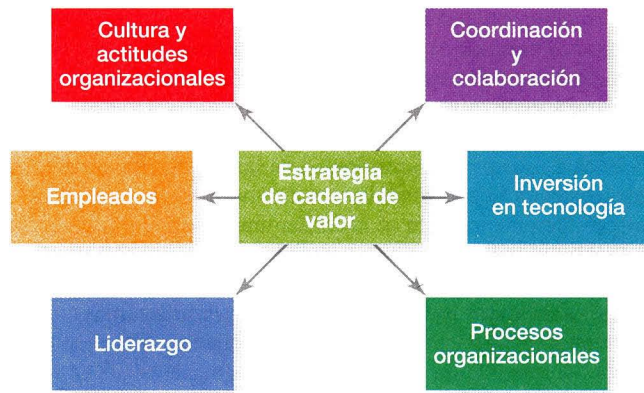 Cultura y
actitudes
organizacionales
Coordinación
y
colaboración
Empleados
Estrategia
de cadena de
valor
Inversión
en tecnología
Liderazgo
Procesos
organizacionales